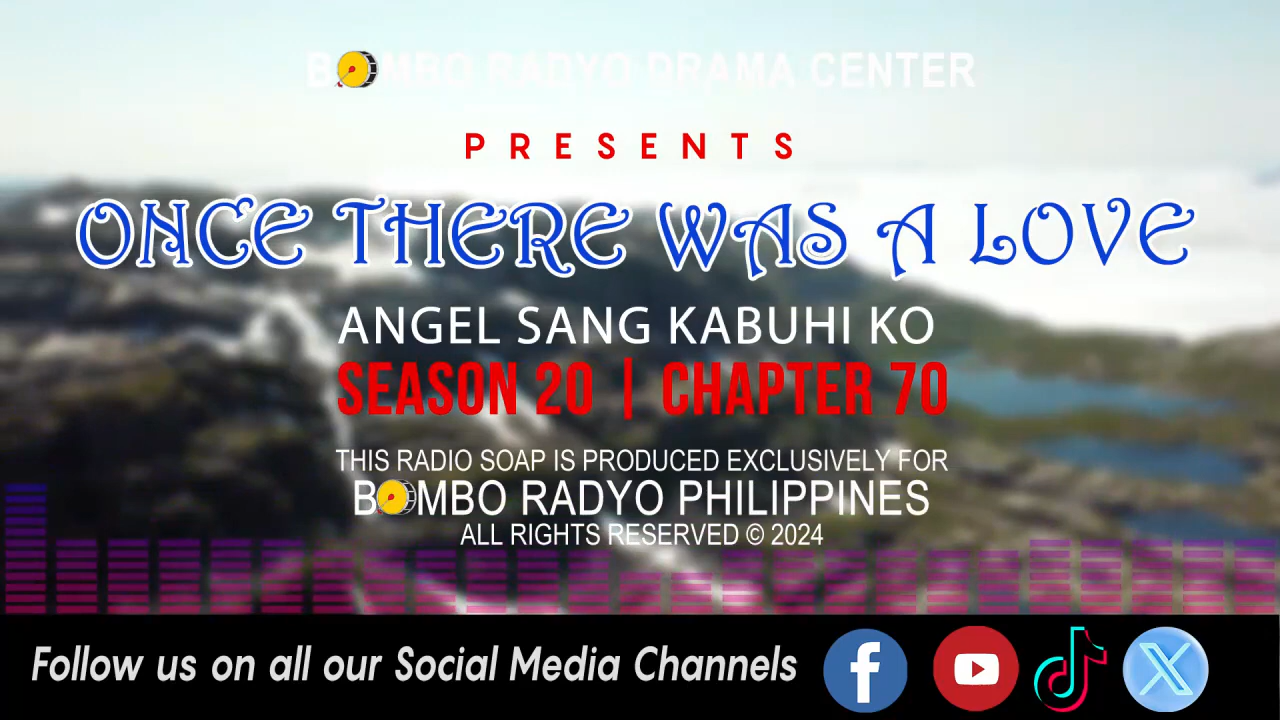 BOMBO RADYO DRAMA CENTER
PRESENTS
ONCE THERE WAS A LOVE
ANGEL SANG KABUHI KO
SEASON 20 | CHAPTER 70
THIS RADIO SOAP IS PRODUCED EXCLUSIVELY FOR
BOMBO RADYO PHILIPPINES
ALL RIGHTS RESERVED © 2024
Follow us on all our Social Media Channels